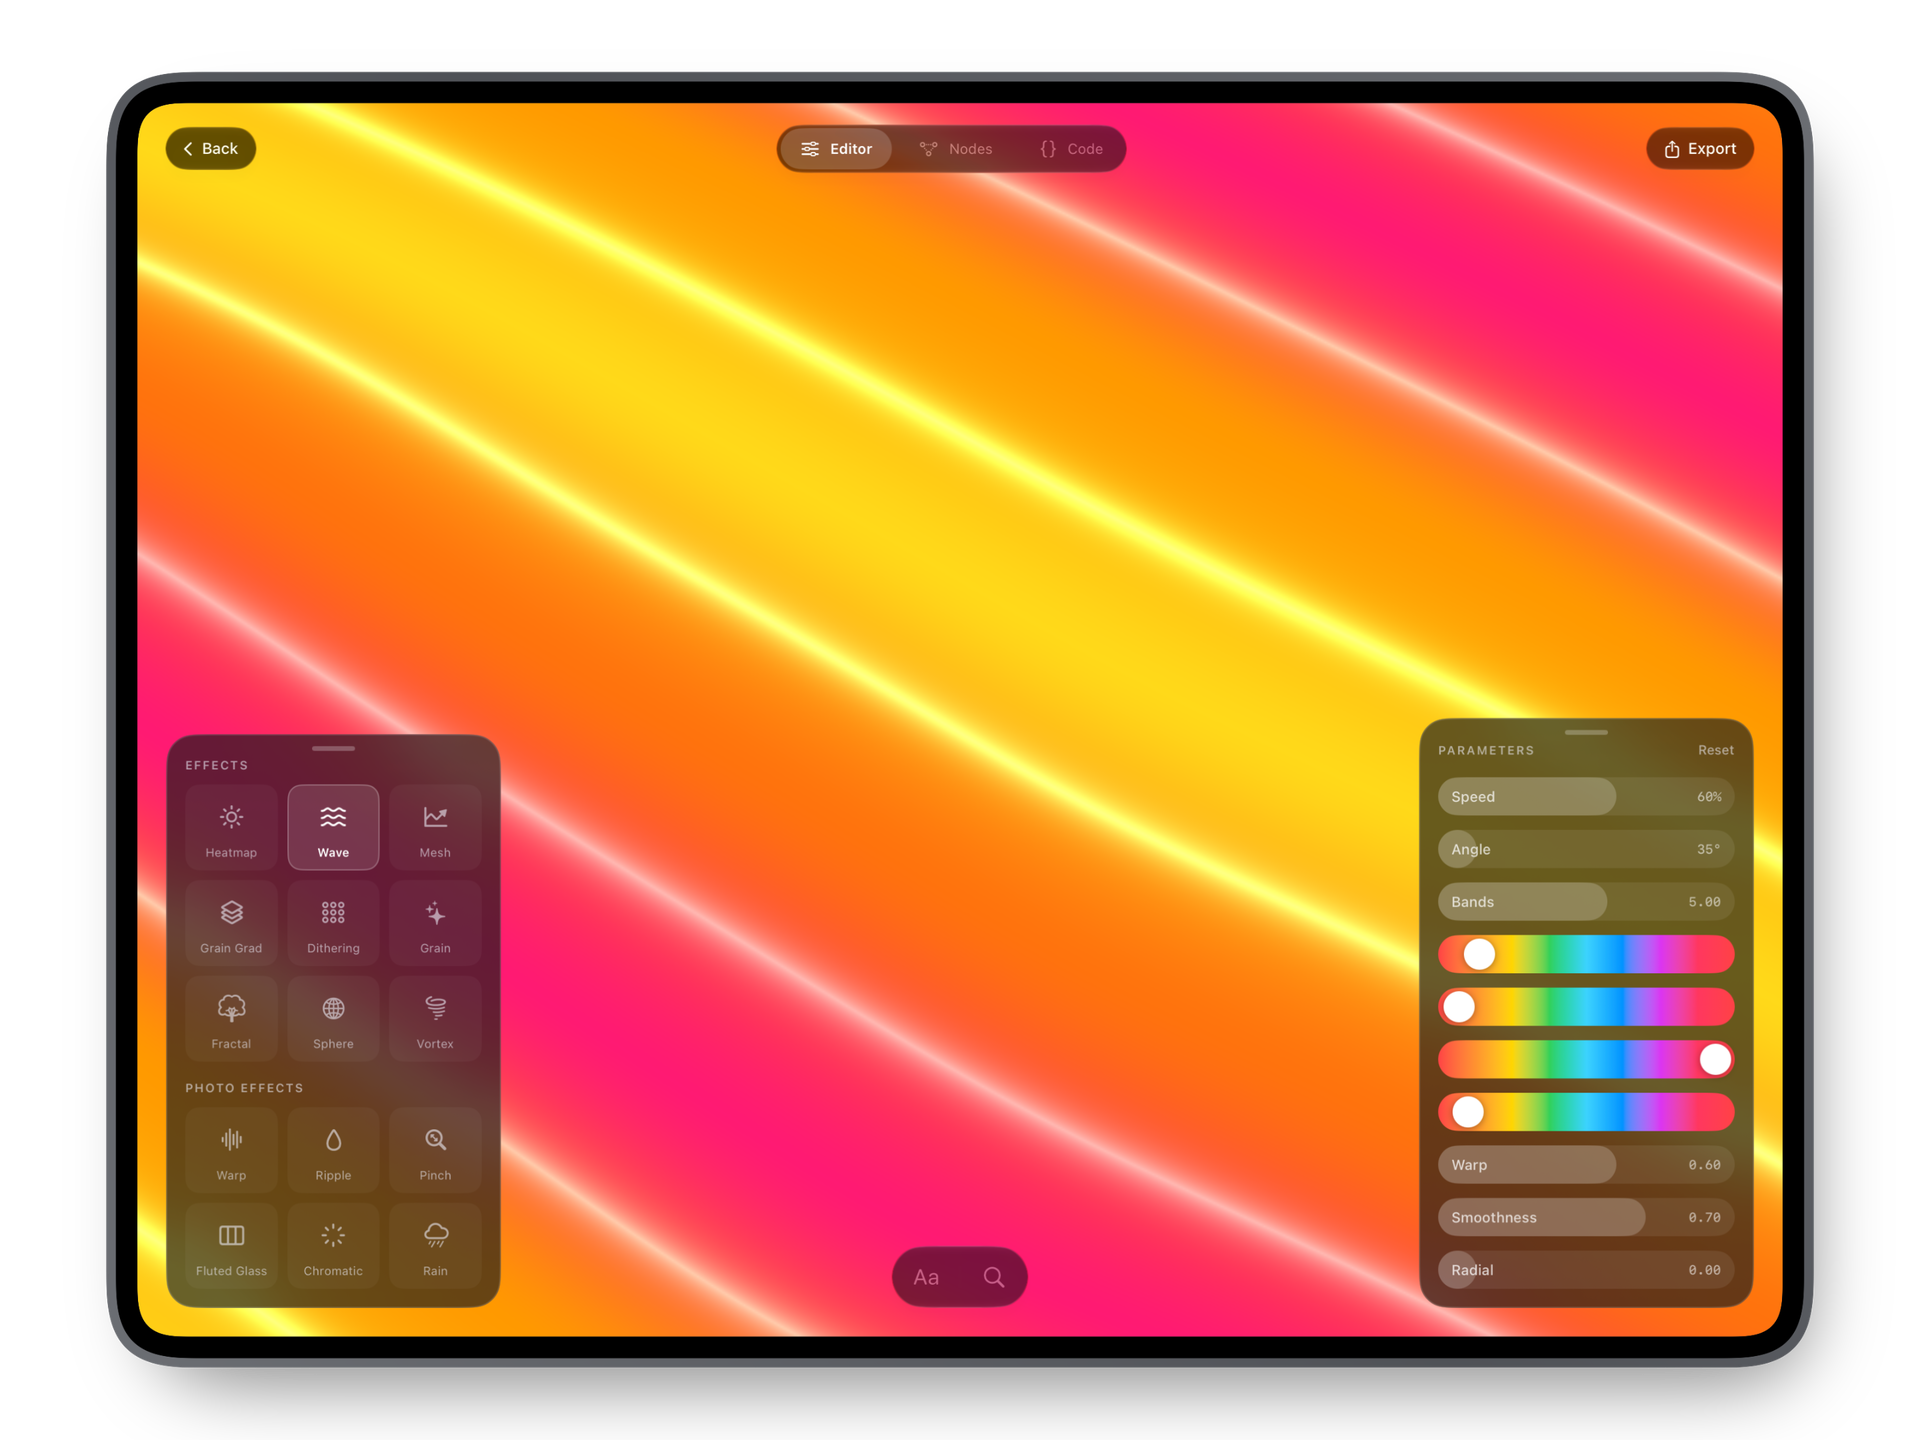 Back
Editor
Nodes
{} Code
Export
EFFECTS
Heatmap
Wave
Mesh
Grain Grad
Dithering
Grain
Fractal
Sphere
Vortex
PHOTO EFFECTS
Warp
Ripple
Pinch
Fluted Glass
Chromatic
Rain
Aa
PARAMETERS
Reset
Speed 60%
Angle 35°
Bands 5.00
Warp 0.60
Smoothness 0.70
Radial 0.00